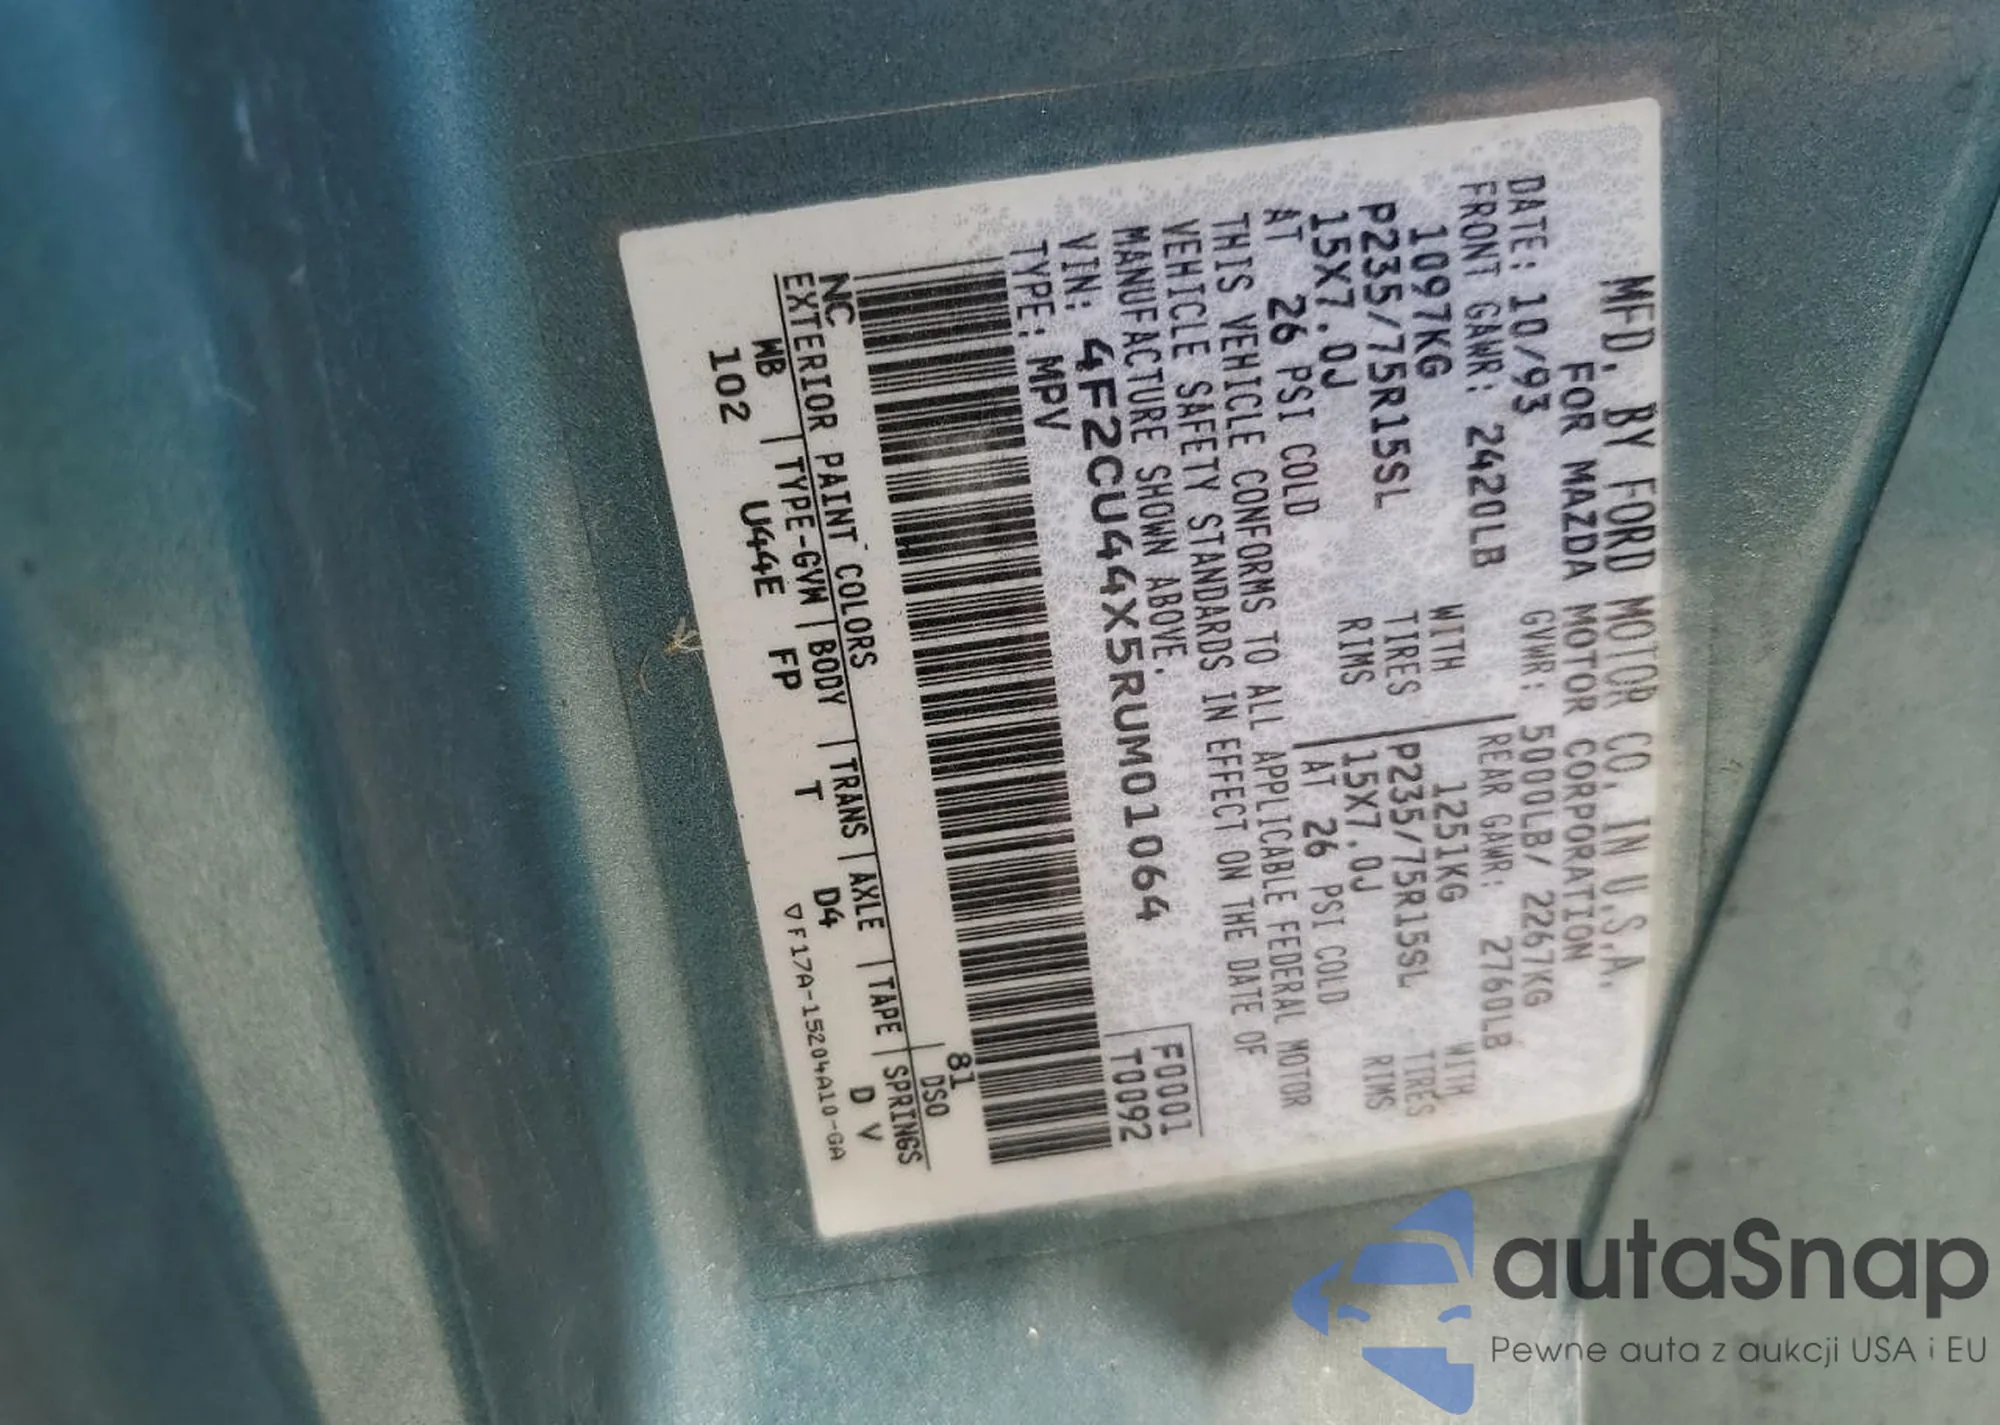 MFD. BY FORD MOTOR CO. IN U.S.A.
FOR MAZDA MOTOR CORPORATION
DATE: 10/93 GVWR: 5000LB/ 2267KG
FRONT GAWR: 2420LB REAR GAWR: 2760LB
1097KG WITH 1251KG WITH
P235/75R15SL TIRES P235/75R15SL TIRES
15X7.0J RIMS 15X7.0J RIMS
AT 26 PSI COLD AT 26 PSI COLD
THIS VEHICLE CONFORMS TO ALL APPLICABLE FEDERAL MOTOR
VEHICLE SAFETY STANDARDS IN EFFECT ON THE DATE OF
MANUFACTURE SHOWN ABOVE.
VIN: 4F2CU44X5RUM01064
F0001
TYPE: MPV
T0092
NC
81
EXTERIOR PAINT COLORS DSO
WB TYPE-GVW BODY TRANS AXLE TAPE SPRINGS
102 U44E FP T D4 D V
▽F17A-15204A10-GA
autaSnap
Pewne auta z aukcji USA i EU